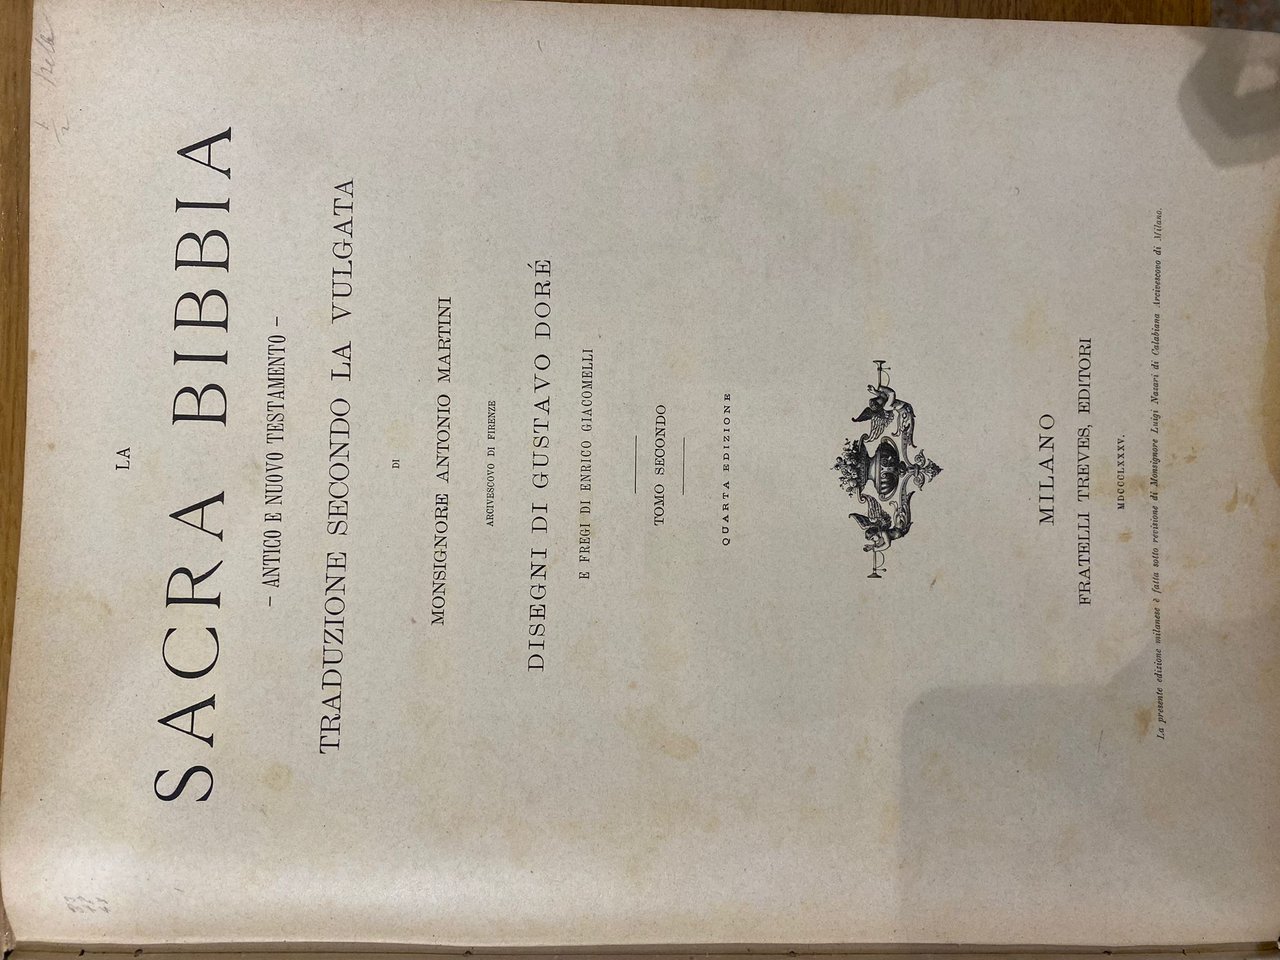 LA
SACRA BIBBIA
– ANTICO E NUOVO TESTAMENTO –
TRADUZIONE SECONDO LA VULGATA
DI
MONSIGNORE ANTONIO MARTINI
ARCIVESCOVO DI FIRENZE
DISEGNI DI GUSTAVO DORÉ
E FREGI DI ENRICO GIACOMELLI
TOMO SECONDO
QUARTA EDIZIONE
MILANO
FRATELLI TREVES, EDITORI
MDCCCLXXXV.
La presente edizione milanese è fatta sotto revisione di Monsignore Luigi Nazari di Calabiana Arcivescovo di Milano.